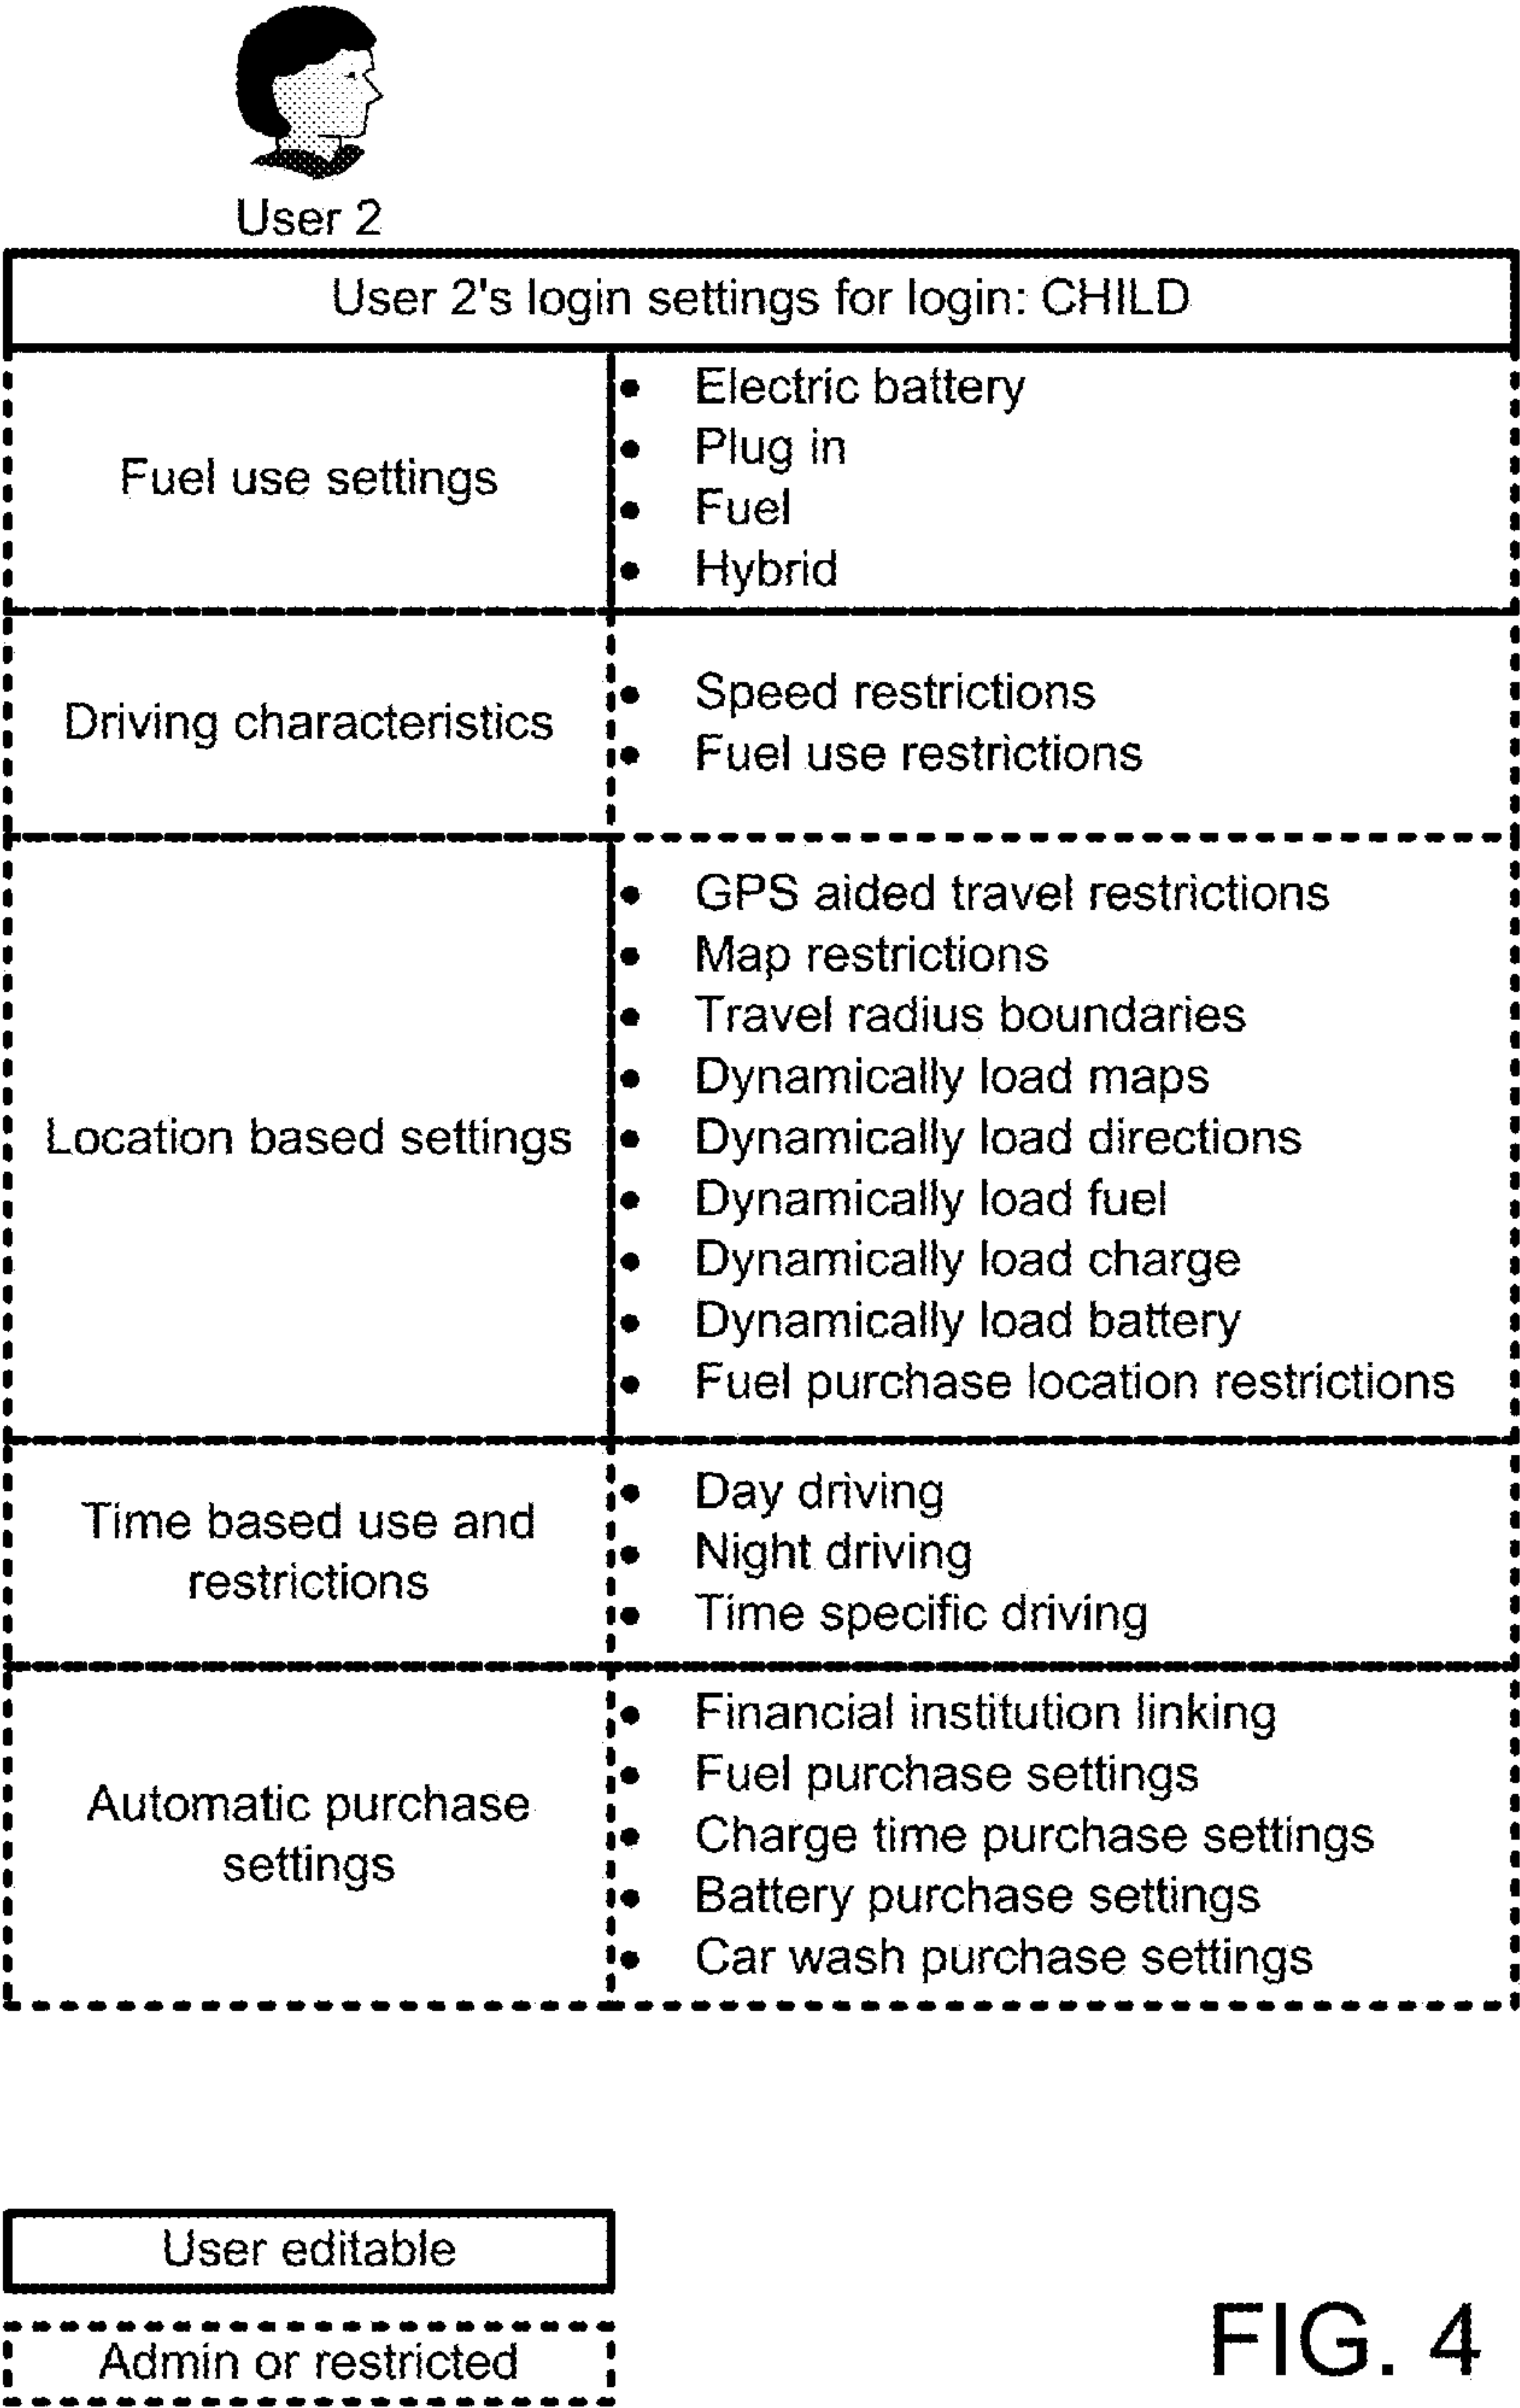 User 2
User 2's login settings for login: CHILD
Fuel use settings
• Electric battery
• Plug in
• Fuel
• Hybrid
Driving characteristics
• Speed restrictions
• Fuel use restrictions
Location based settings
• GPS aided travel restrictions
• Map restrictions
• Travel radius boundaries
• Dynamically load maps
• Dynamically load directions
• Dynamically load fuel
• Dynamically load charge
• Dynamically load battery
• Fuel purchase location restrictions
Time based use and
restrictions
• Day driving
• Night driving
• Time specific driving
Automatic purchase
settings
• Financial institution linking
• Fuel purchase settings
• Charge time purchase settings
• Battery purchase settings
• Car wash purchase settings
User editable
Admin or restricted
FIG. 4